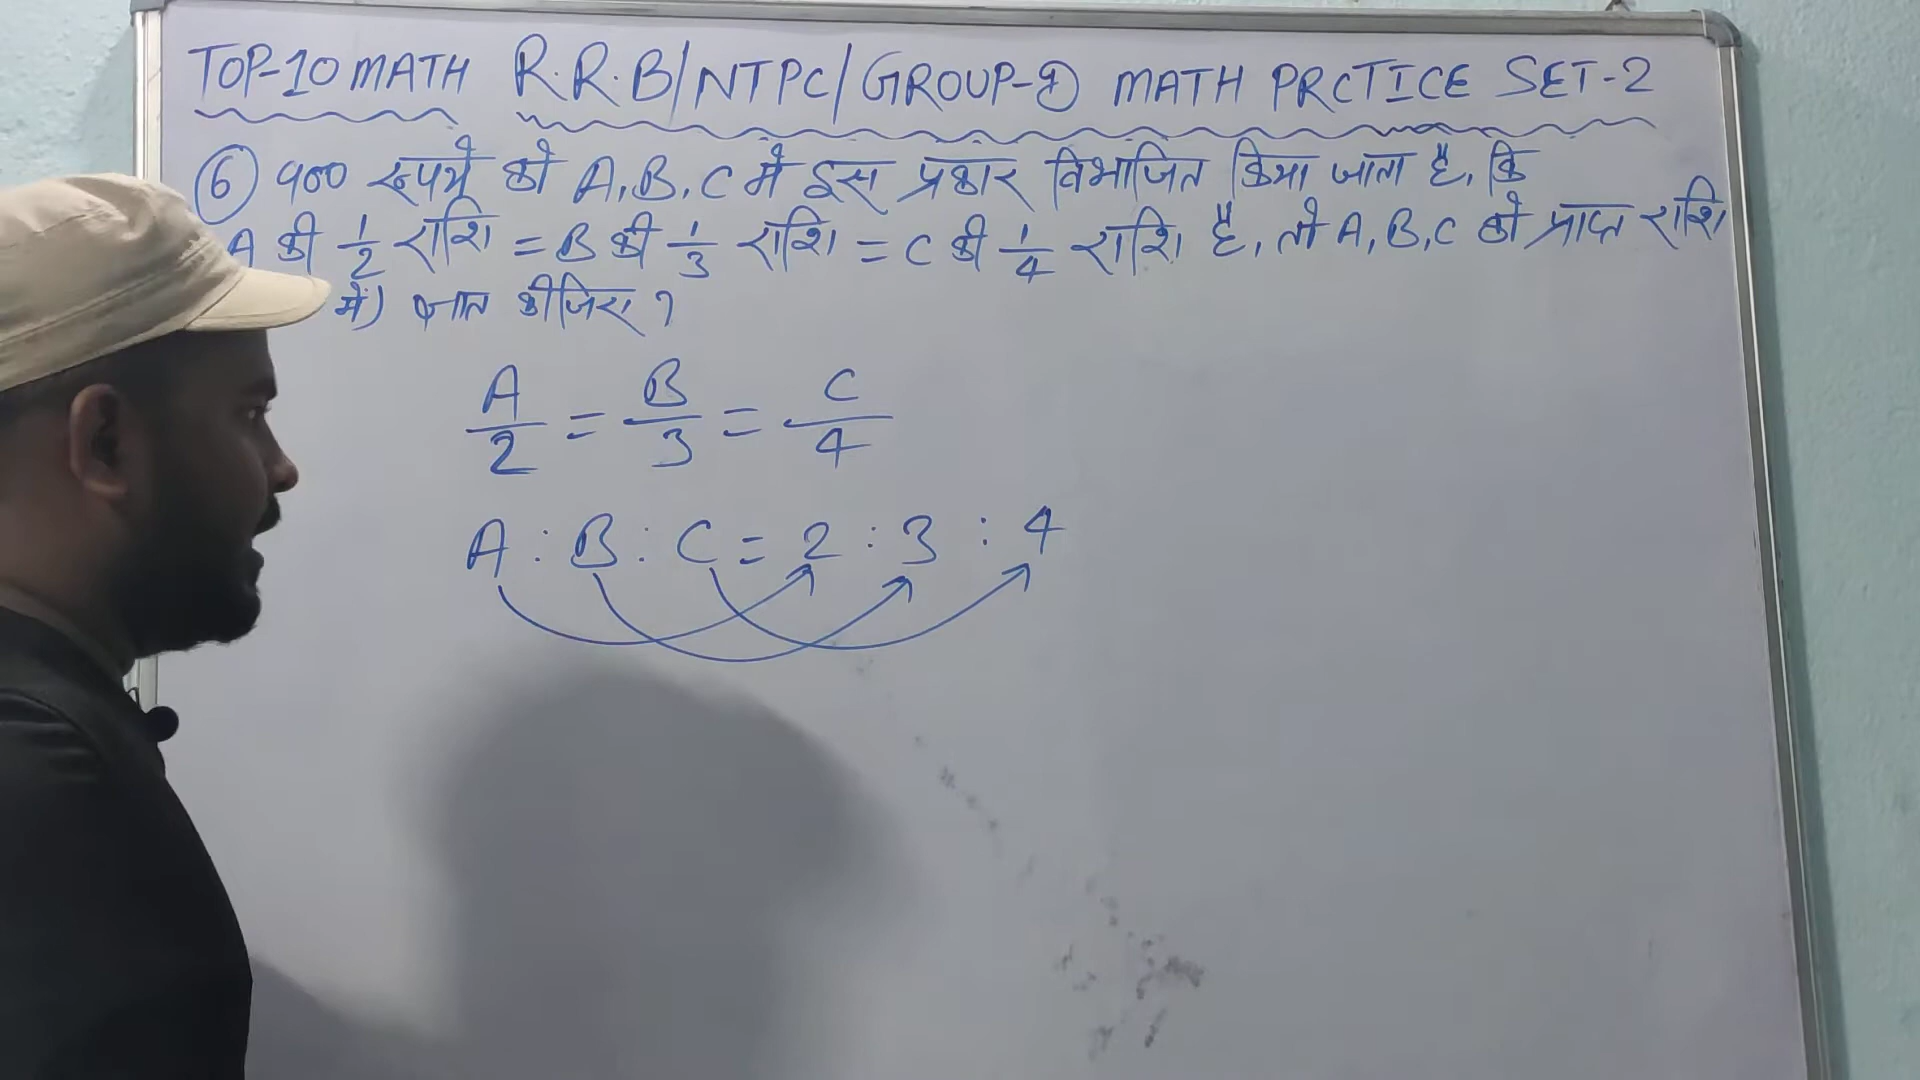 TOP-10 MATH R.R.B/NTPC/GROUP-D MATH PRCTICE SET-2
6 900 रूपये को A,B,C में इस प्रकार विभाजित किया जाता है, कि
A की 1/2 राशि = B की 1/3 राशि = C की 1/4 राशि है, तो A,B,C को प्राप्त राशि
में) ज्ञात कीजिए?
A/2 = B/3 = C/4
A : B : C = 2 : 3 : 4